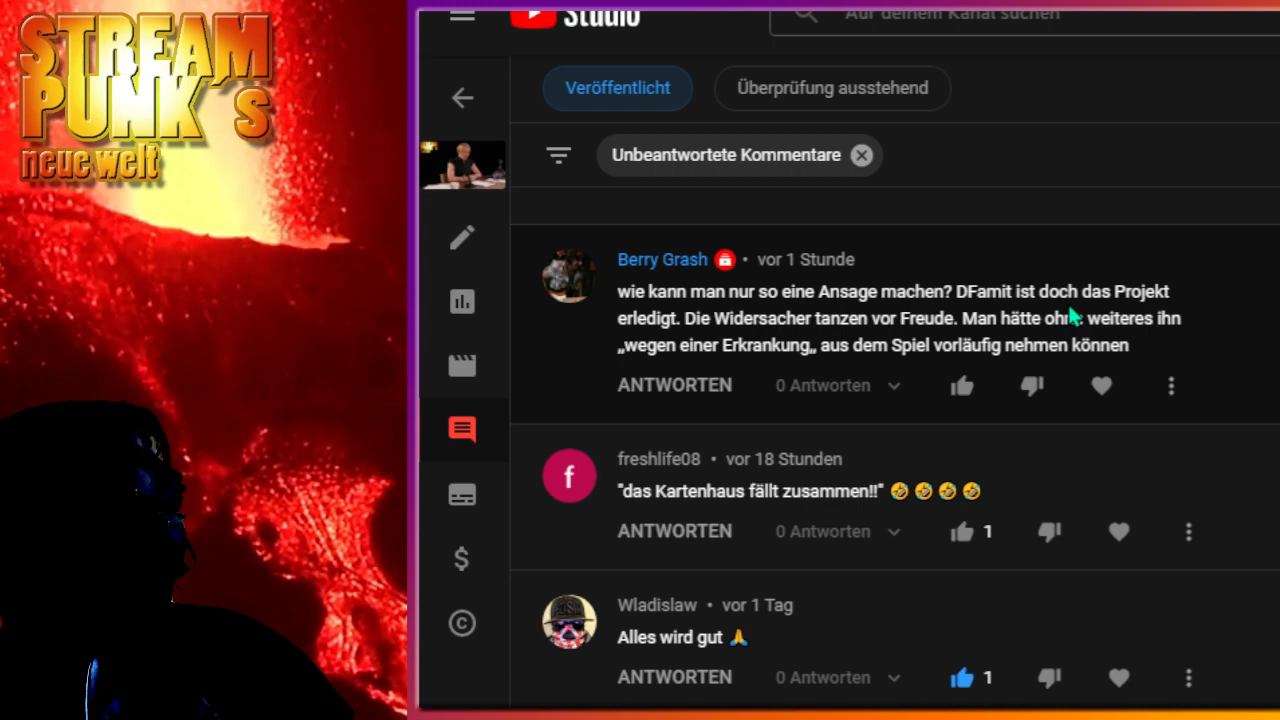 STREAM
PUNK´s
neue welt
Studio
Auf deinem Kanal suchen
Veröffentlicht
Überprüfung ausstehend
Unbeantwortete Kommentare
Berry Grash • vor 1 Stunde
wie kann man nur so eine Ansage machen? DFamit ist doch das Projekt
erledigt. Die Widersacher tanzen vor Freude. Man hätte weiteres ihn
„wegen einer Erkrankung„ aus dem Spiel vorläufig nehmen können
ANTWORTEN 0 Antworten
f
freshlife08 • vor 18 Stunden
"das Kartenhaus fällt zusammen!!" 🤣 🤣 🤣 🤣
ANTWORTEN 0 Antworten 1
Wladislaw • vor 1 Tag
Alles wird gut 🙏
ANTWORTEN 0 Antworten 1